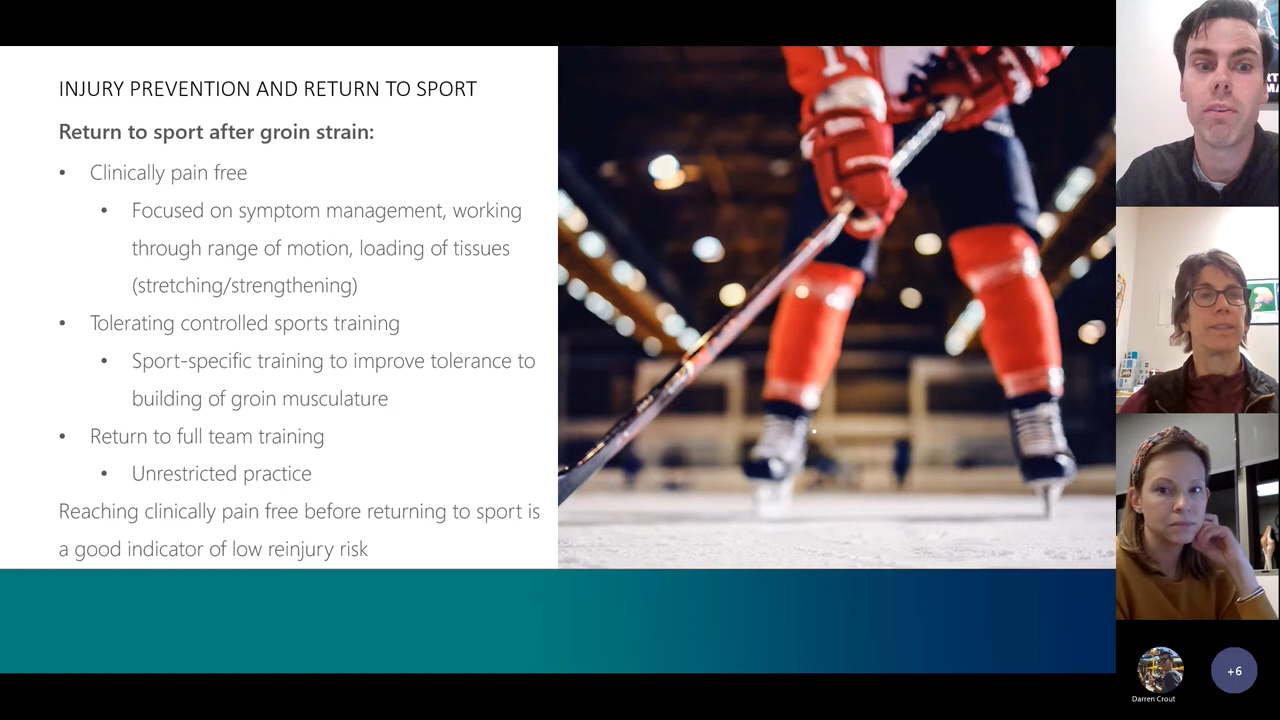 INJURY PREVENTION AND RETURN TO SPORT
Return to sport after groin strain:
• Clinically pain free
• Focused on symptom management, working
through range of motion, loading of tissues
(stretching/strengthening)
• Tolerating controlled sports training
• Sport-specific training to improve tolerance to
building of groin musculature
• Return to full team training
• Unrestricted practice
Reaching clinically pain free before returning to sport is
a good indicator of low reinjury risk
Darren Crout
+6